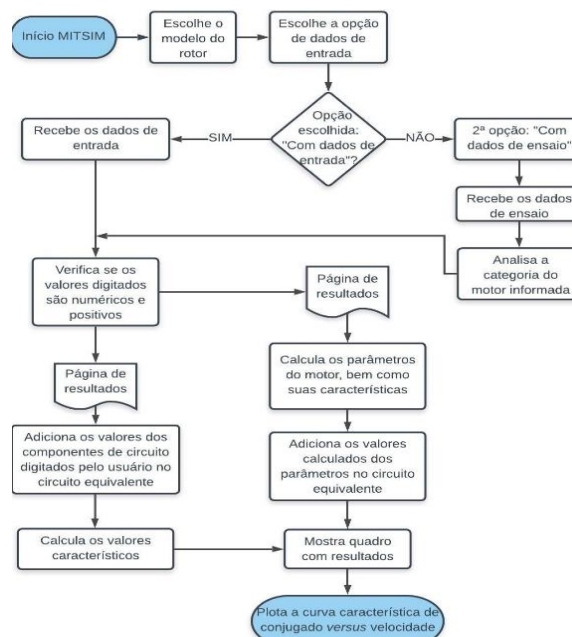 Início MITSIM
Escolhe o
modelo do
rotor
Escolhe a opção
de dados de
entrada
Opção
escolhida:
"Com dados de
entrada"?
SIM
NÃO
Recebe os dados de
entrada
2ª opção: "Com
dados de ensaio"
Recebe os dados
de ensaio
Analisa a
categoria do
motor informada
Verifica se os
valores digitados
são numéricos e
positivos
Página de
resultados
Página de
resultados
Calcula os parâmetros
do motor, bem como
suas características
Adiciona os valores dos
componentes de circuito
digitados pelo usuário no
circuito equivalente
Adiciona os valores
calculados dos
parâmetros no circuito
equivalente
Calcula os valores
característicos
Mostra quadro
com resultados
Plota a curva característica de
conjugado versus velocidade